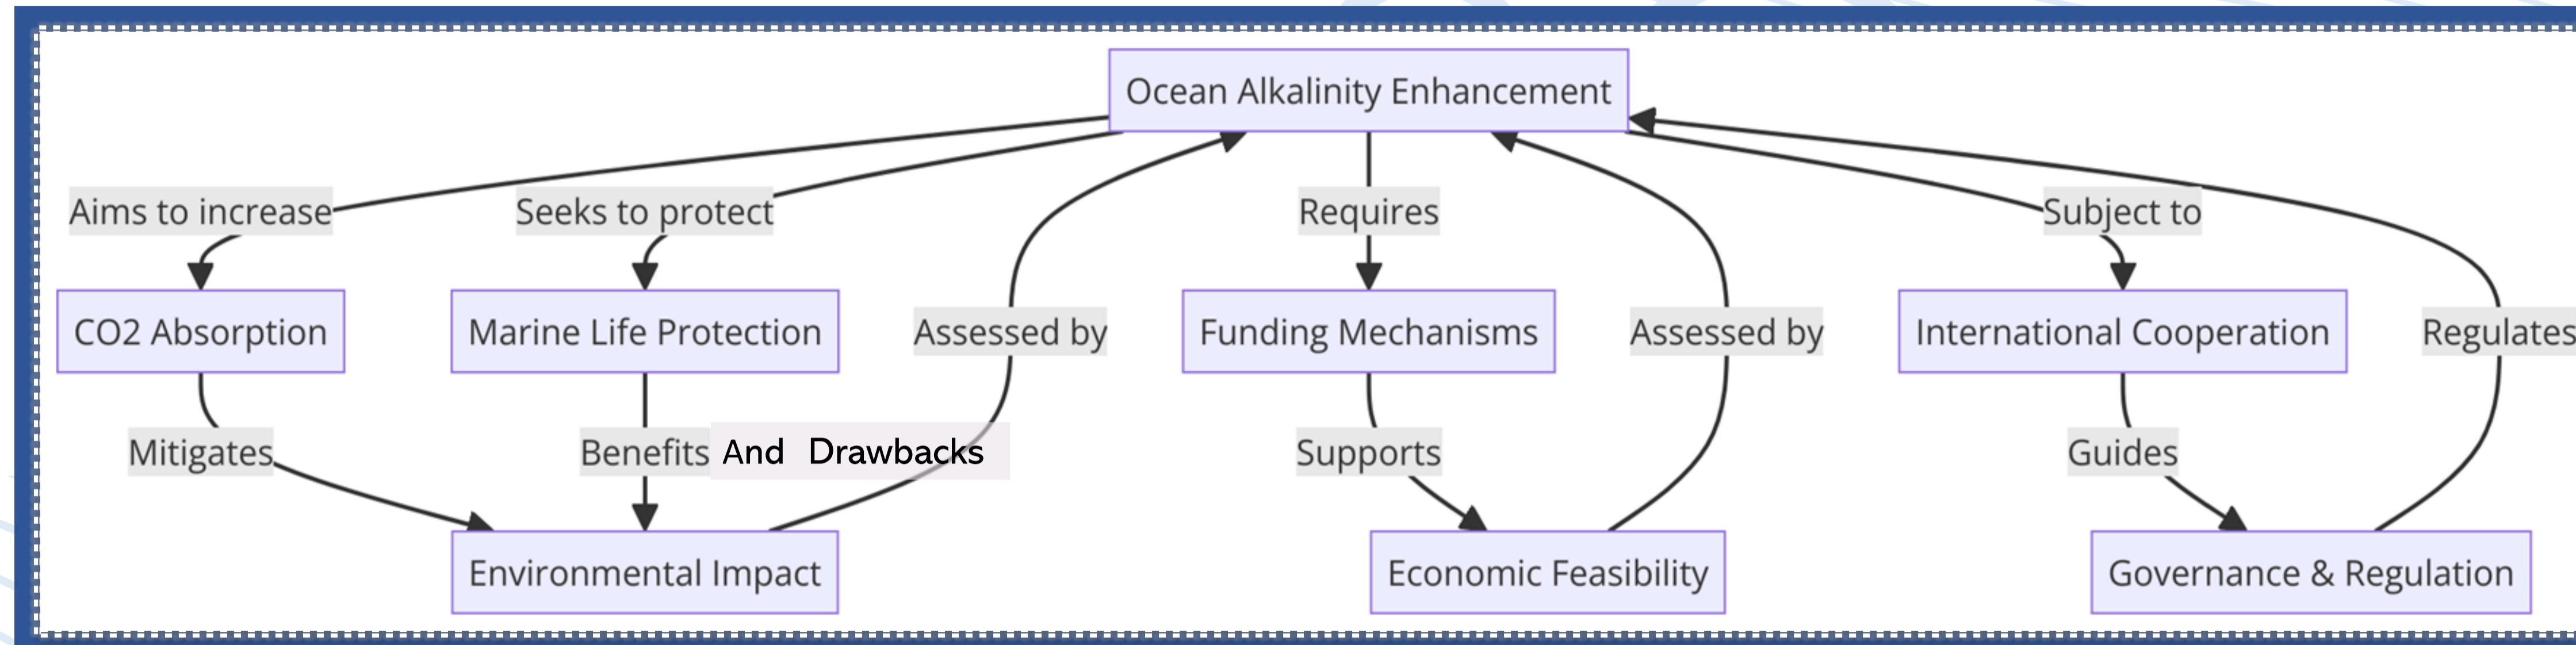 Ocean Alkalinity Enhancement
Aims to increase
Seeks to protect
Requires
Subject to
CO2 Absorption
Marine Life Protection
Assessed by
Funding Mechanisms
Assessed by
International Cooperation
Regulates
Mitigates
Benefits And Drawbacks
Supports
Guides
Environmental Impact
Economic Feasibility
Governance & Regulation